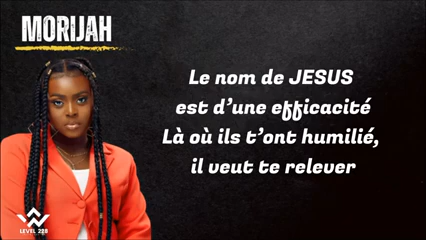 MORIJAH
Le nom de JESUS
est d'une efficacité
Là où ils t'ont humilié,
il veut te relever
LEVEL 228